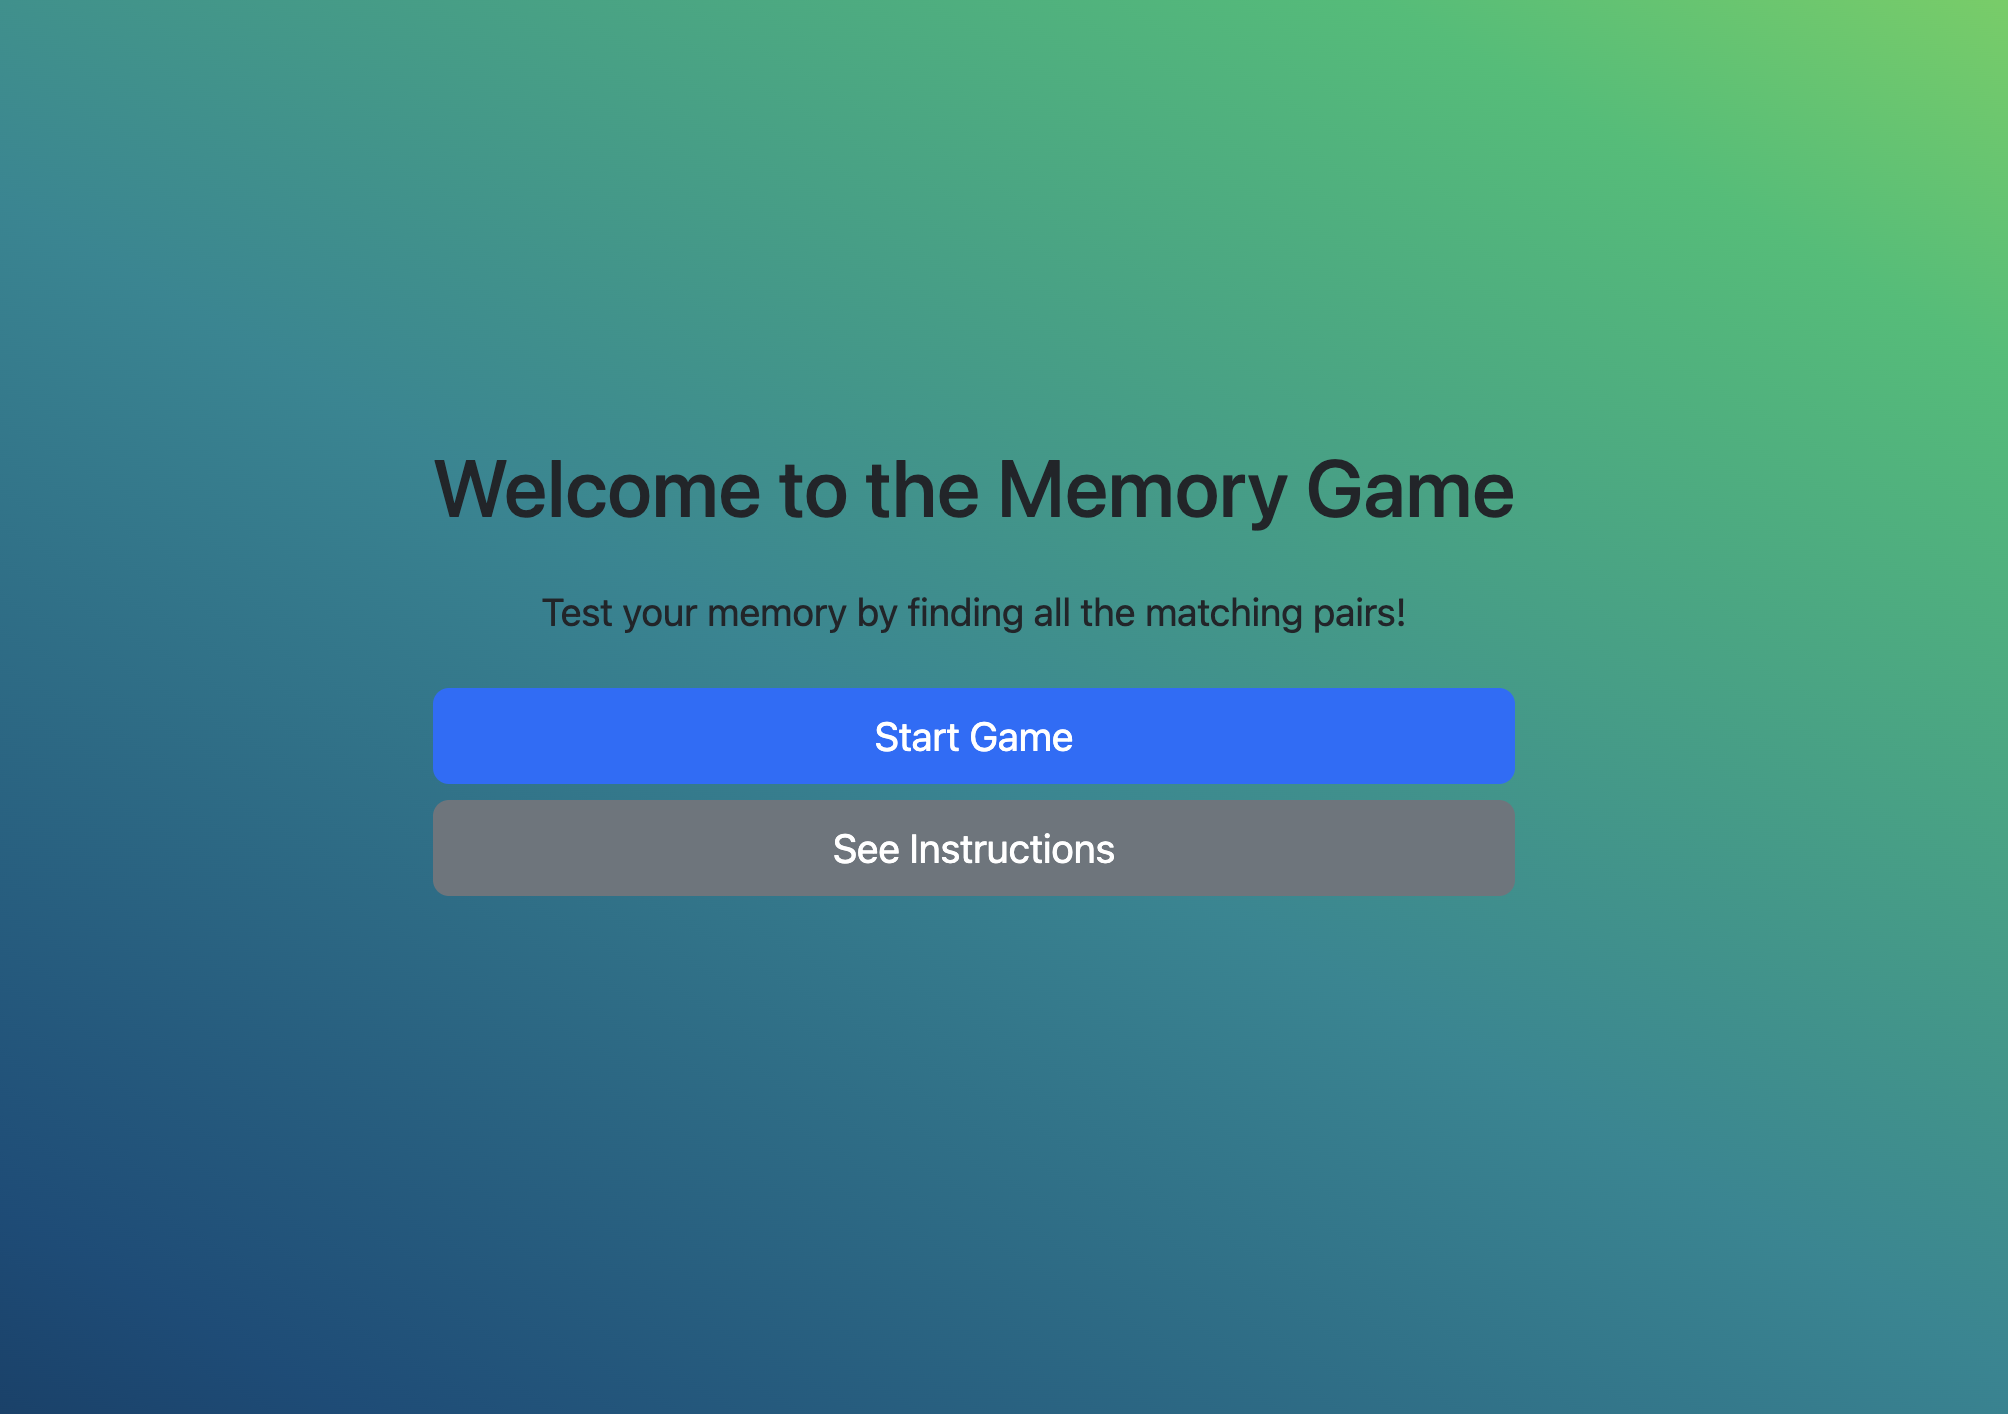 Welcome to the Memory Game
Test your memory by finding all the matching pairs!
Start Game
See Instructions